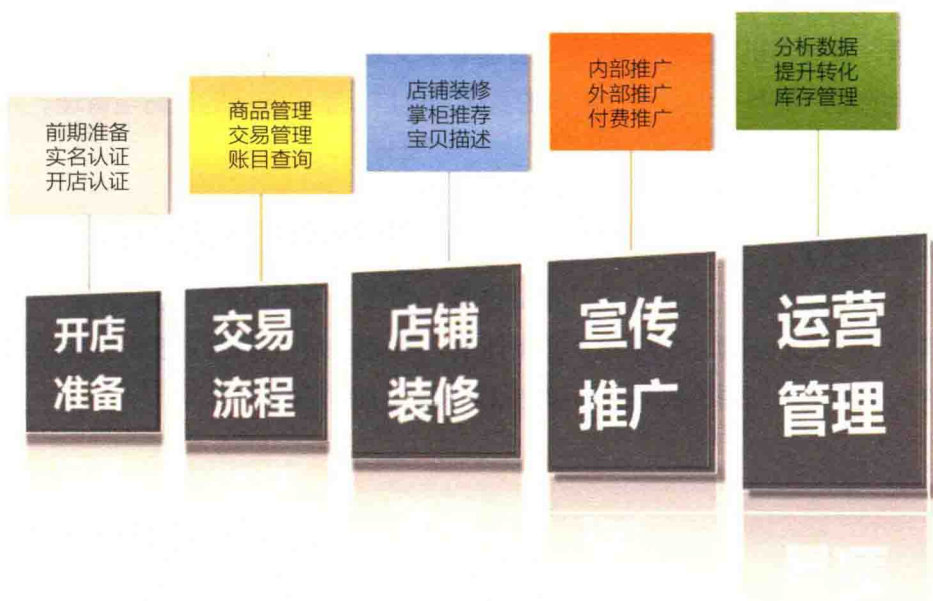 前期准备
实名认证
开店认证
商品管理
交易管理
账目查询
店铺装修
掌柜推荐
宝贝描述
内部推广
外部推广
付费推广
分析数据
提升转化
库存管理
开店
准备
交易
流程
店铺
装修
宣传
推广
运营
管理